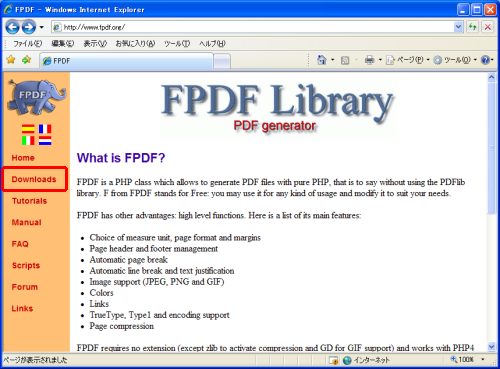 FPDF - Windows Internet Explorer
http://www.fpdf.org/
ファイル(F) 編集(E) 表示(V) お気に入り(A) ツール(T) ヘルプ(H)
FPDF
ページ(P) ツール(O)
FPDF
FPDF Library
PDF generator
Home
Downloads
Tutorials
Manual
FAQ
Scripts
Forum
Links
What is FPDF?
FPDF is a PHP class which allows to generate PDF files with pure PHP, that is to say without using the PDFlib
library. F from FPDF stands for Free: you may use it for any kind of usage and modify it to suit your needs.
FPDF has other advantages: high level functions. Here is a list of its main features:
Choice of measure unit, page format and margins
Page header and footer management
Automatic page break
Automatic line break and text justification
Image support (JPEG, PNG and GIF)
Colors
Links
TrueType, Type1 and encoding support
Page compression
FPDF requires no extension (except zlib to activate compression and GD for GIF support) and works with PHP4
ページが表示されました
インターネット
100%